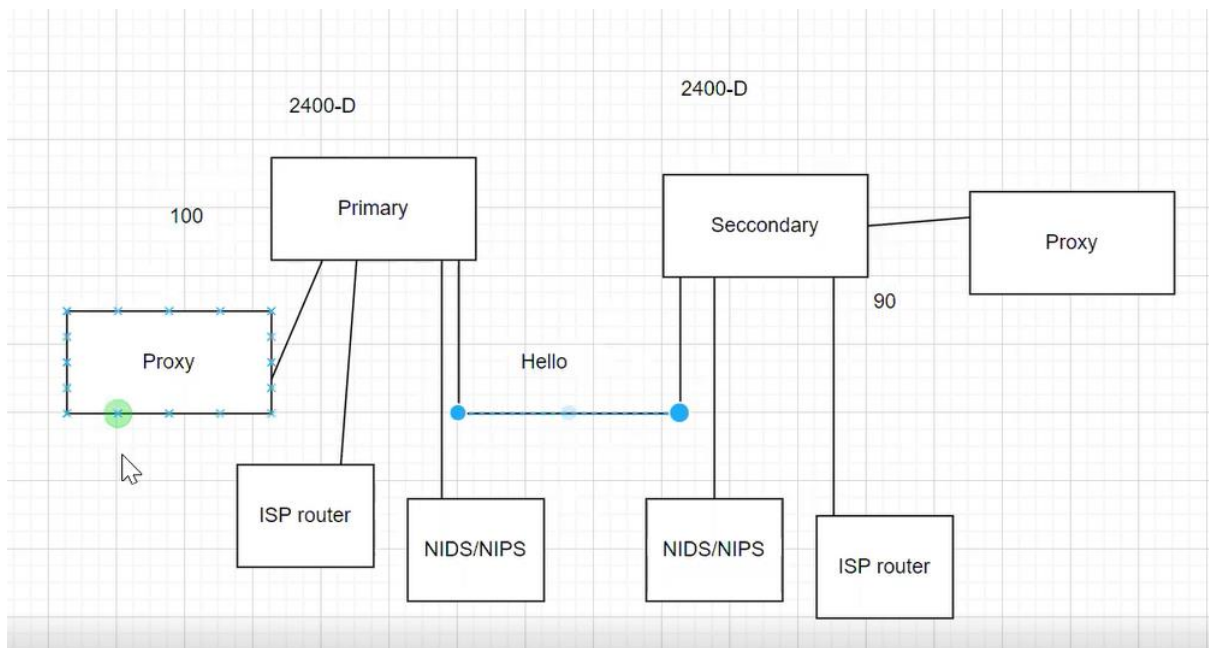 2400-D
2400-D
Primary
100
Seccondary
Proxy
90
Proxy
Hello
ISP router
NIDS/NIPS
NIDS/NIPS
ISP router